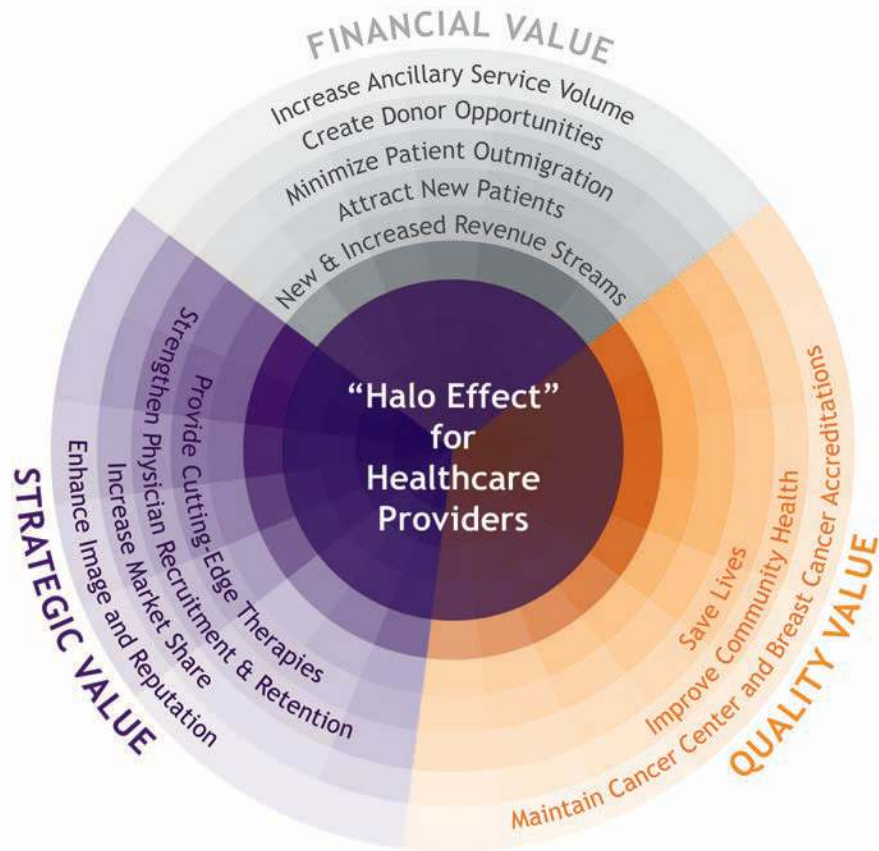 FINANCIAL VALUE
Increase Ancillary Service Volume
Create Donor Opportunities
Minimize Patient Outmigration
Attract New Patients
New & Increased Revenue Streams
“Halo Effect”
for
Healthcare
Providers
STRATEGIC VALUE
Enhance Image and Reputation
Increase Market Share
Strengthen Physician Recruitment & Retention
Provide Cutting-Edge Therapies
Save Lives
Improve Community Health
Maintain Cancer Center and Breast Cancer Accreditations
QUALITY VALUE